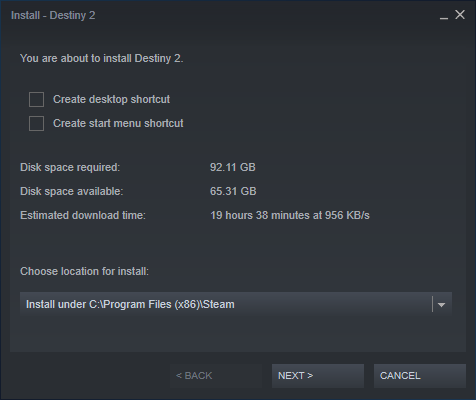 Install - Destiny 2
You are about to install Destiny 2.
Create desktop shortcut
Create start menu shortcut
Disk space required: 92.11 GB
Disk space available: 65.31 GB
Estimated download time: 19 hours 38 minutes at 956 KB/s
Choose location for install:
Install under C:\Program Files (x86)\Steam
< BACK NEXT > CANCEL